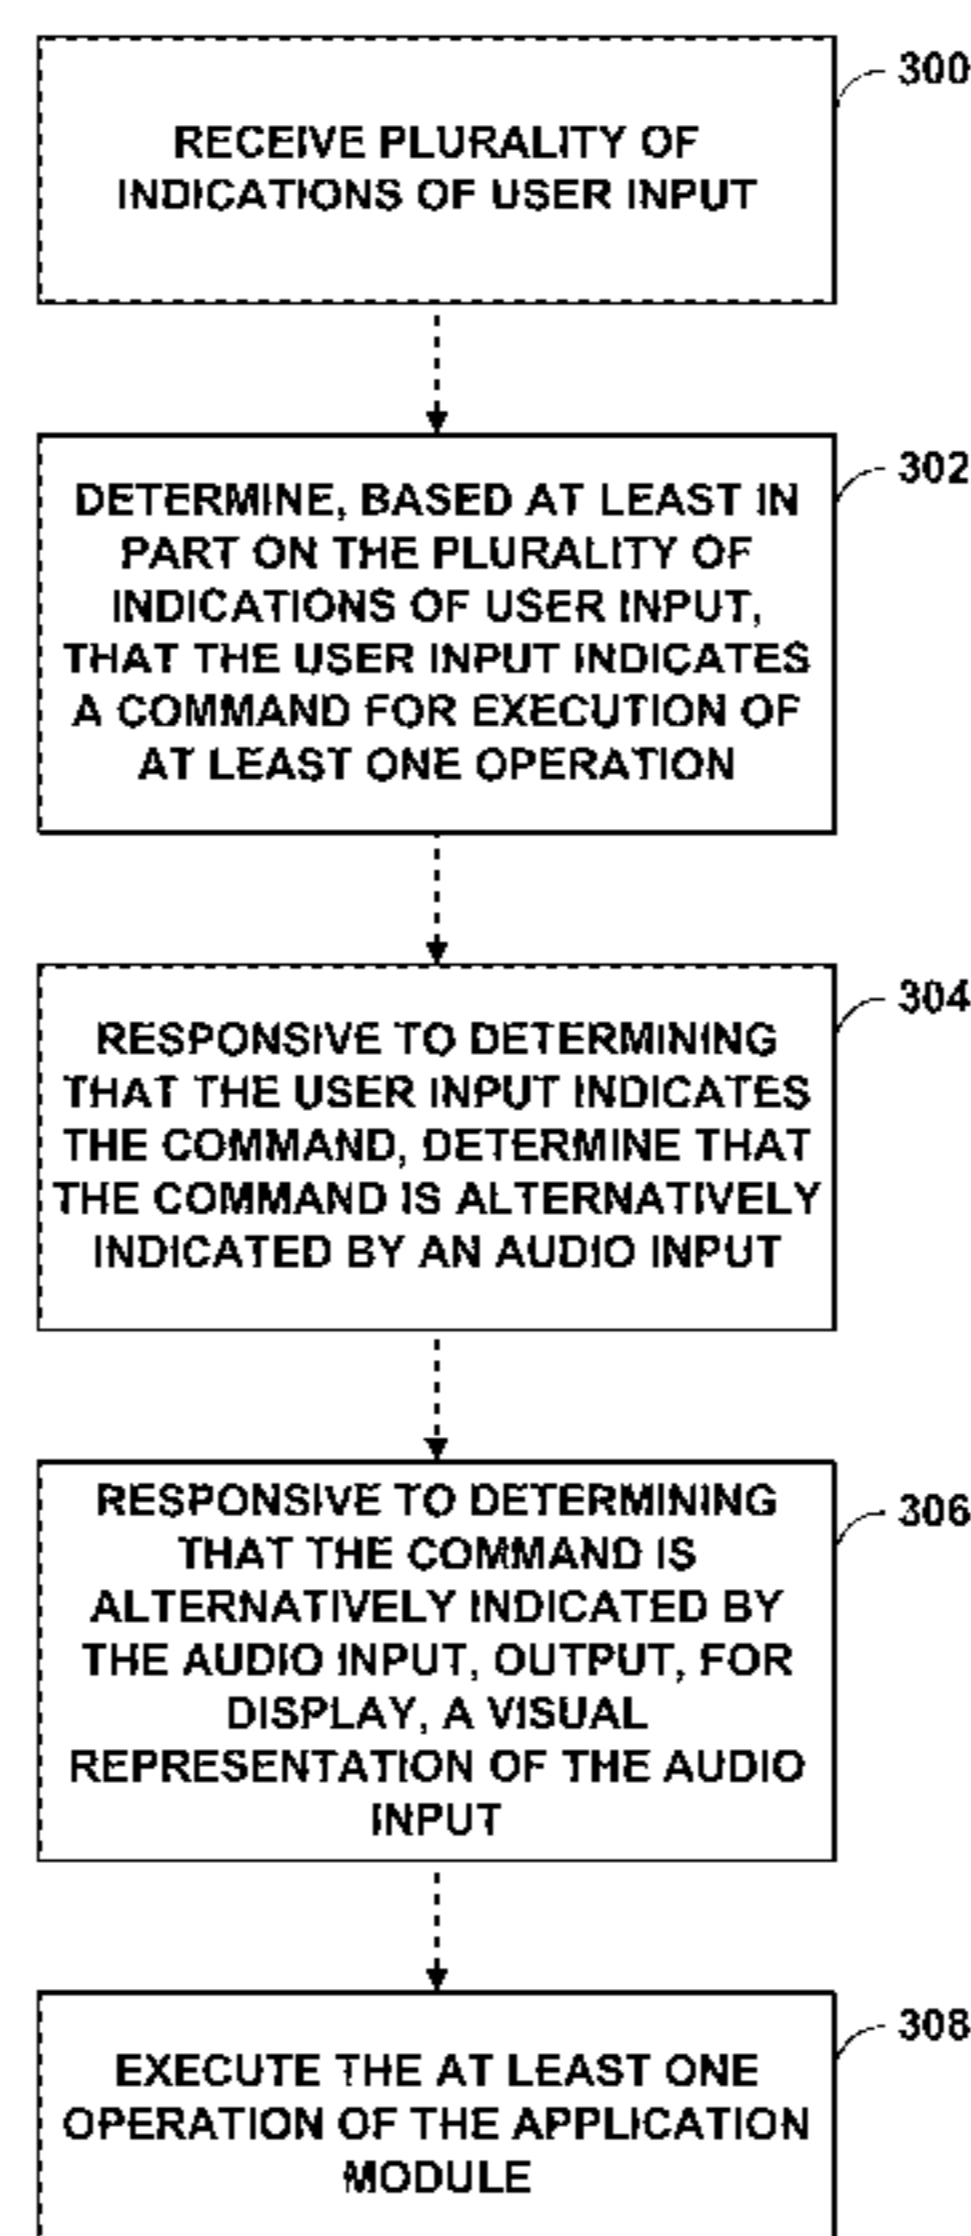 300
RECEIVE PLURALITY OF
INDICATIONS OF USER INPUT
302
DETERMINE, BASED AT LEAST IN
PART ON THE PLURALITY OF
INDICATIONS OF USER INPUT,
THAT THE USER INPUT INDICATES
A COMMAND FOR EXECUTION OF
AT LEAST ONE OPERATION
304
RESPONSIVE TO DETERMINING
THAT THE USER INPUT INDICATES
THE COMMAND, DETERMINE THAT
THE COMMAND IS ALTERNATIVELY
INDICATED BY AN AUDIO INPUT
306
RESPONSIVE TO DETERMINING
THAT THE COMMAND IS
ALTERNATIVELY INDICATED BY
THE AUDIO INPUT, OUTPUT, FOR
DISPLAY, A VISUAL
REPRESENTATION OF THE AUDIO
INPUT
308
EXECUTE THE AT LEAST ONE
OPERATION OF THE APPLICATION
MODULE